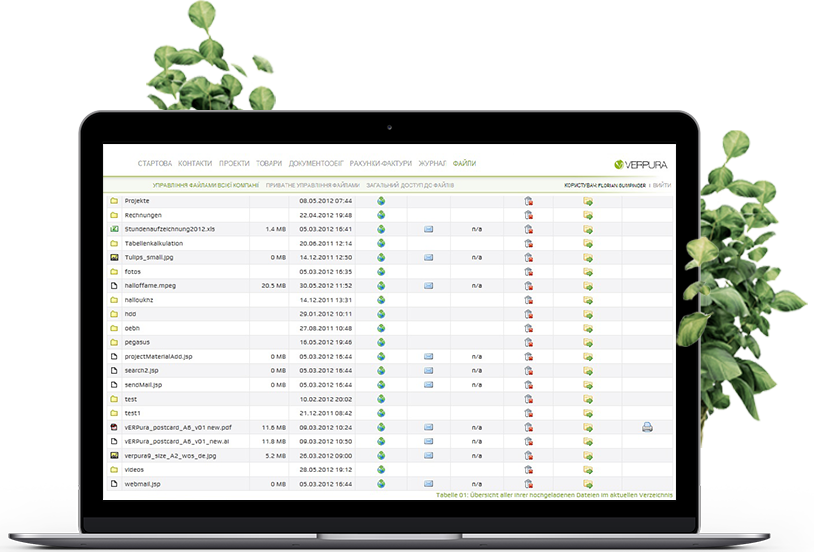 СТАРТОВА КОНТАКТИ ПРОЕКТИ ТОВАРИ ДОКУМЕНТООБІГ РАХУНКИ-ФАКТУРИ ЖУРНАЛ ФАЙЛИ VERPURA
УПРАВЛІННЯ ФАЙЛАМИ ВСІЄЇ КОМПАНІЇ ПРИВАТНЕ УПРАВЛІННЯ ФАЙЛАМИ ЗАГАЛЬНИЙ ДОСТУП ДО ФАЙЛІВ КОРИСТУВАЧ: FLORIAN | ВИЙТИ
Projekte 08.05.2012 07:44
Rechnungen 22.04.2012 19:48
Stundenaufzeichnung2012.xls 1.4 MB 05.03.2012 16:41 n/a
Tabellenkalkulation 20.06.2011 12:14
Tulips_small.jpg 0 MB 14.12.2011 12:50 n/a
fotos 05.03.2012 16:35
halloffame.mpeg 20.5 MB 30.05.2012 11:52 n/a
halloukhz 14.12.2011 13:31
hdd 29.01.2012 10:11
oebn 27.08.2011 10:48
pegasus 16.05.2012 19:46
projectMaterialAdd.jsp 0 MB 05.03.2012 16:44 n/a
search2.jsp 0 MB 05.03.2012 16:44 n/a
sendMail.jsp 0 MB 05.03.2012 16:44 n/a
test 10.02.2012 20:02
test1 21.12.2011 08:42
vERPura_postcard_A6_v01 new.pdf 11.6 MB 09.03.2012 10:24 n/a
vERPura_postcard_A6_v01_new.ai 11.8 MB 09.03.2012 10:50 n/a
verpura9_size_A2_wos_de.jpg 5.2 MB 26.03.2012 09:00 n/a
videos 28.05.2012 19:12
webmail.jsp 0 MB 05.03.2012 16:44 n/a
Tabelle 01: Übersicht aller ihrer hochgeladenen Dateien im aktuellen Verzeichnis